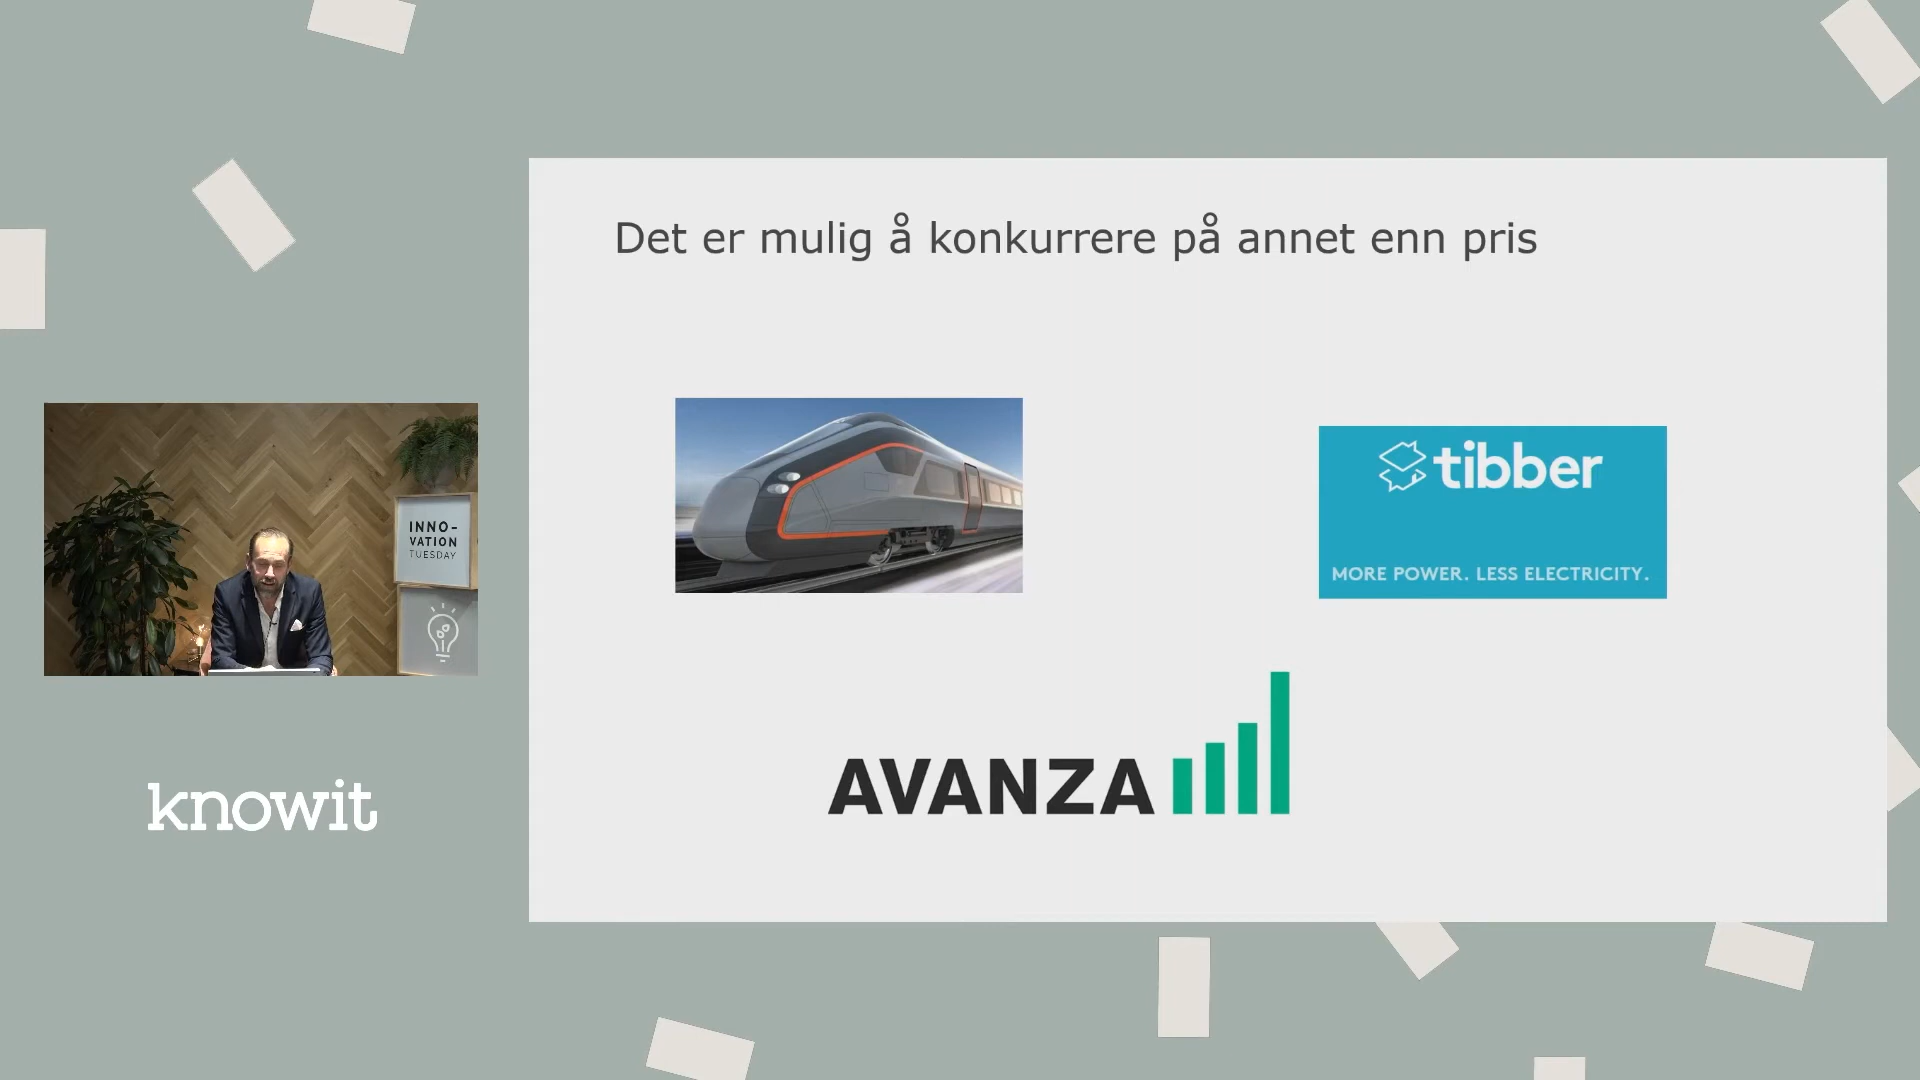 Det er mulig å konkurrere på annet enn pris
tibber
MORE POWER. LESS ELECTRICITY.
INNO-
VATION
TUESDAY
AVANZA
knowit